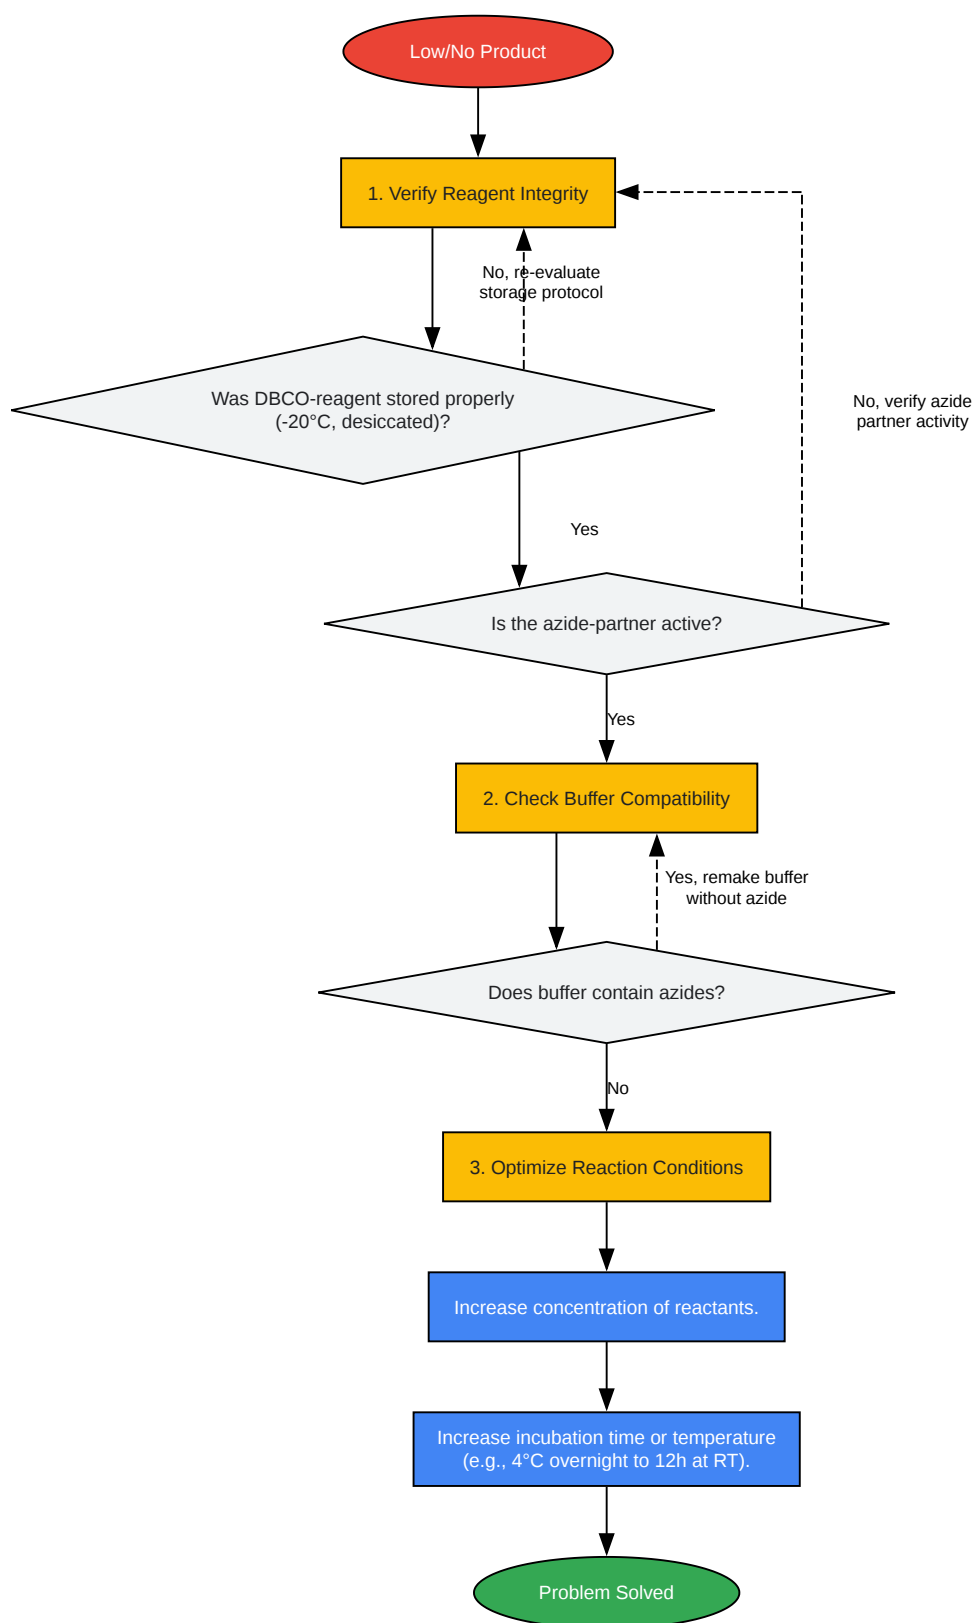 Low/No Product
1. Verify Reagent Integrity
No, re-evaluate
storage protocol
Was DBCO-reagent stored properly
(-20°C, desiccated)?
No, verify azide
partner activity
Yes
Is the azide-partner active?
Yes
2. Check Buffer Compatibility
Yes, remake buffer
without azide
Does buffer contain azides?
No
3. Optimize Reaction Conditions
Increase concentration of reactants.
Increase incubation time or temperature
(e.g., 4°C overnight to 12h at RT).
Problem Solved